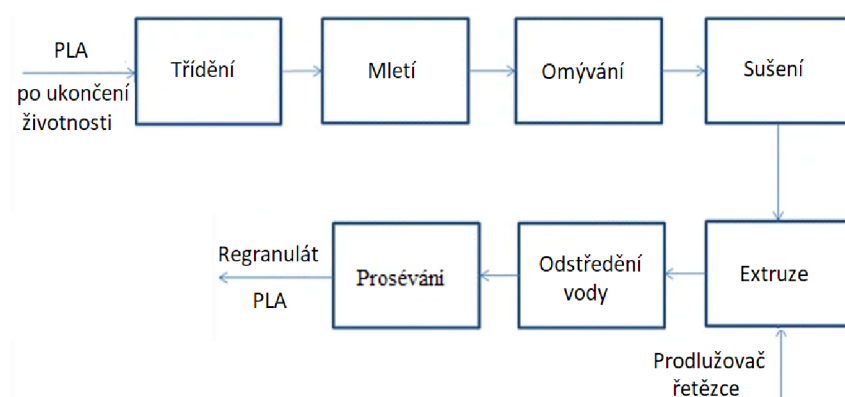 PLA
po ukončení
životnosti
Třídění
Mletí
Omývání
Sušení
Extruze
Prodlužovač
řetězce
Odstředění
vody
Prosévání
Regranulát
PLA